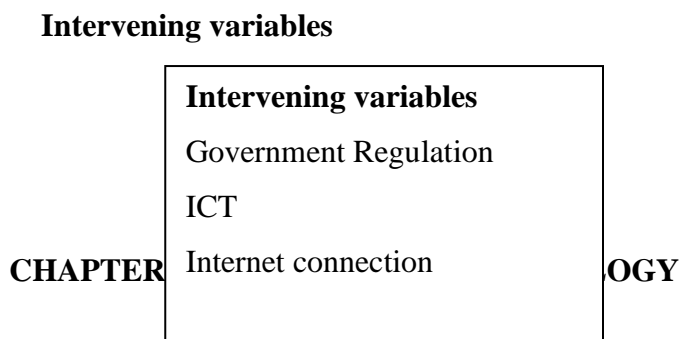 Intervening variables
Intervening variables
Government Regulation
ICT
Internet connection
CHAPTER OGY